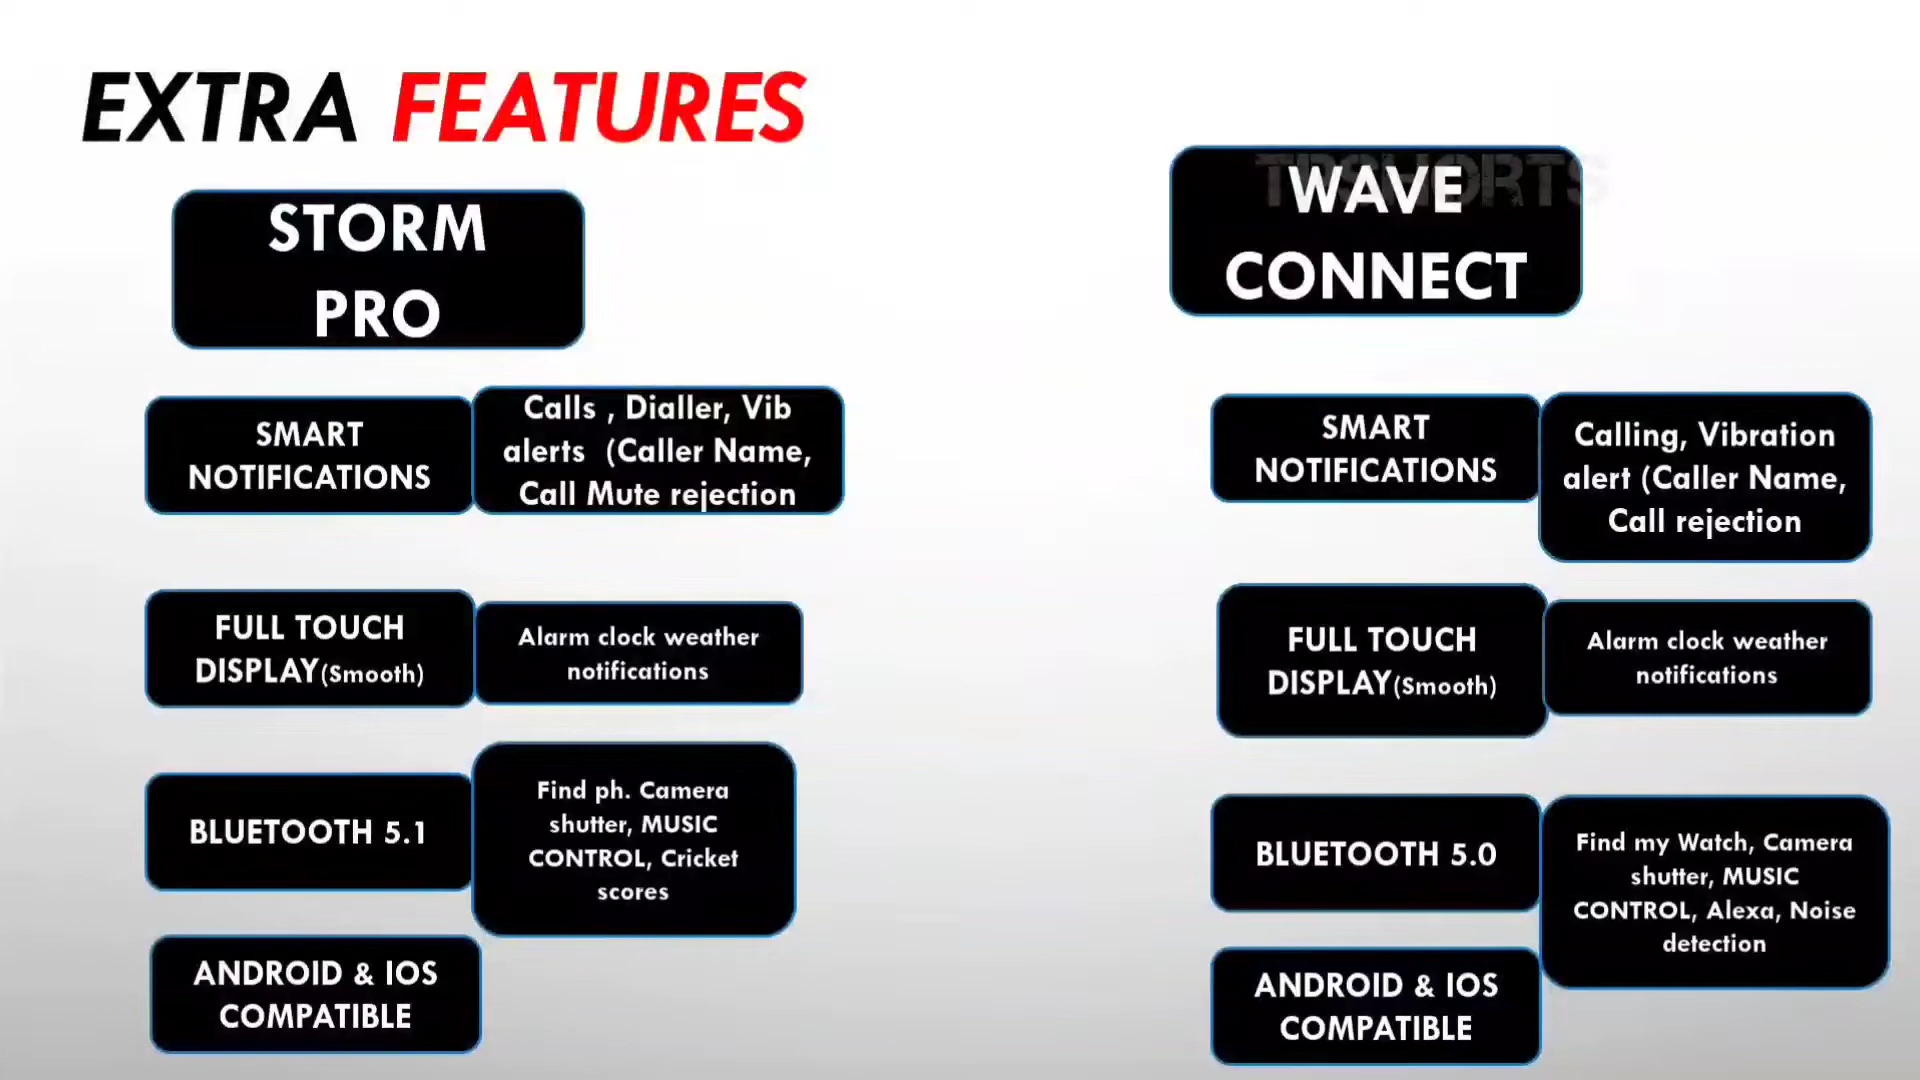 EXTRA FEATURES
STORM
PRO
SMART
NOTIFICATIONS
Calls , Dialler, Vib
alerts (Caller Name,
Call Mute rejection
FULL TOUCH
DISPLAY(Smooth)
Alarm clock weather
notifications
BLUETOOTH 5.1
Find ph. Camera
shutter, MUSIC
CONTROL, Cricket
scores
ANDROID & IOS
COMPATIBLE
TRSHORTS
WAVE
CONNECT
SMART
NOTIFICATIONS
Calling, Vibration
alert (Caller Name,
Call rejection
FULL TOUCH
DISPLAY(Smooth)
Alarm clock weather
notifications
BLUETOOTH 5.0
Find my Watch, Camera
shutter, MUSIC
CONTROL, Alexa, Noise
detection
ANDROID & IOS
COMPATIBLE